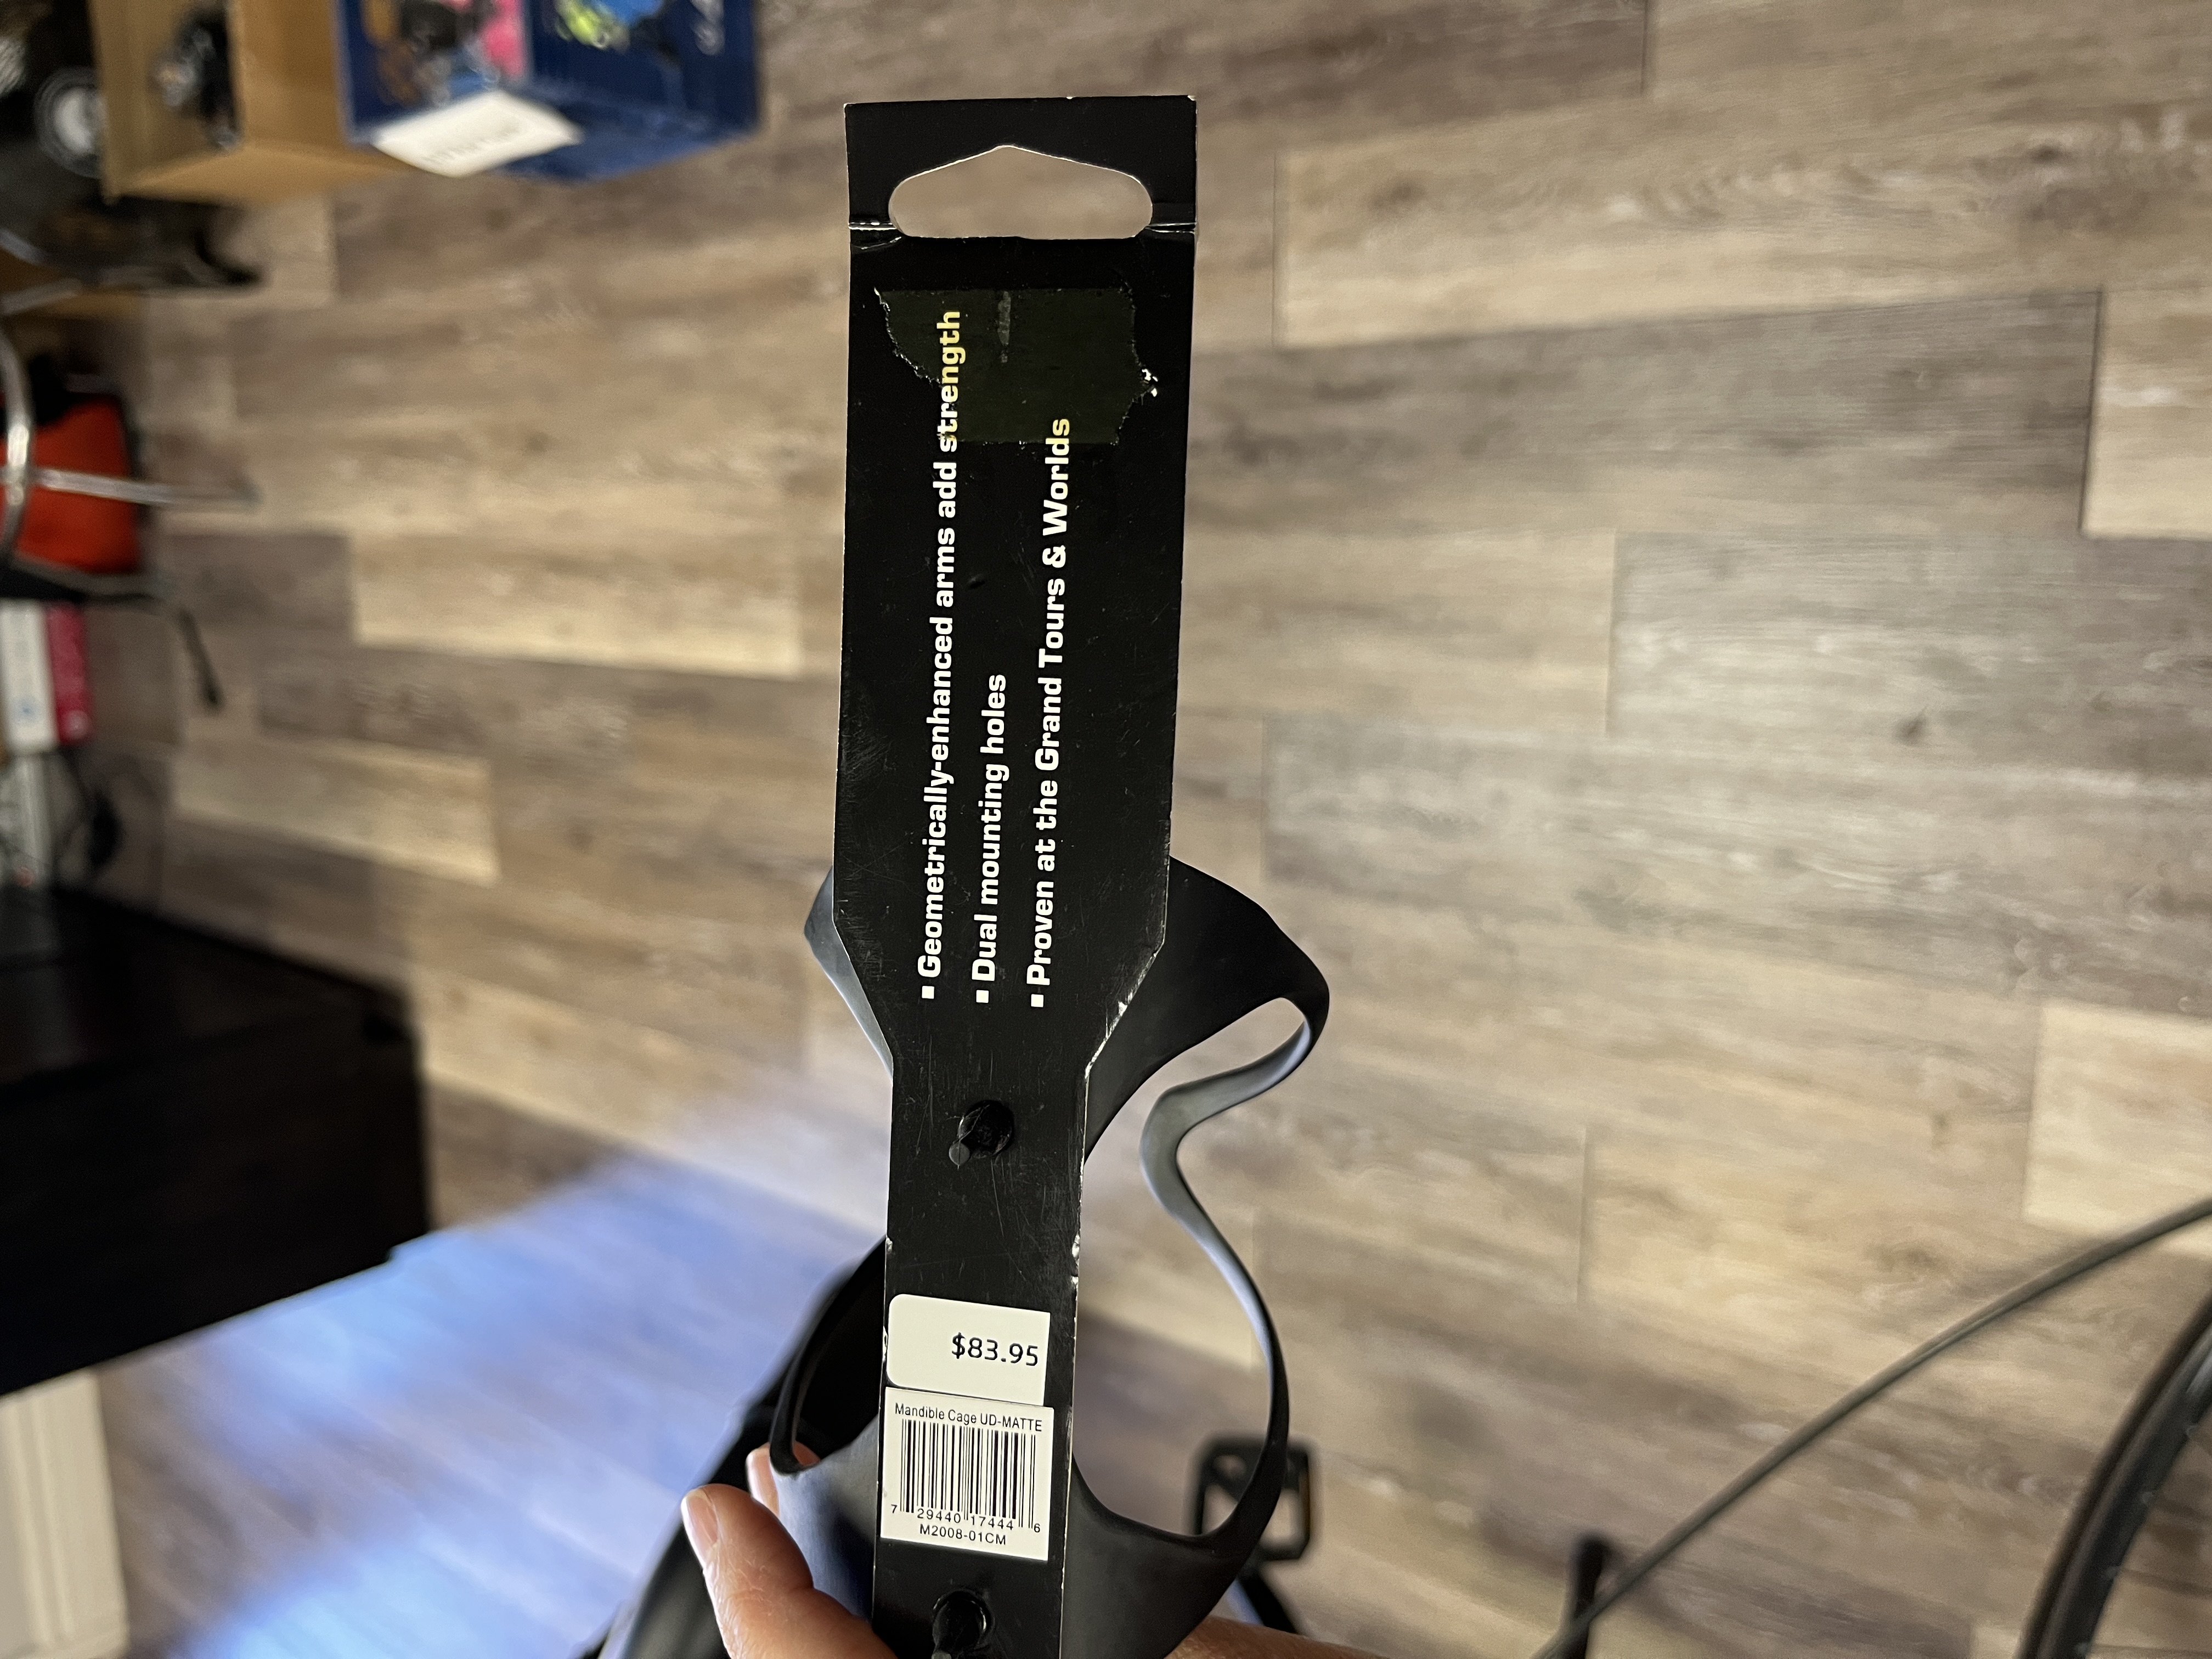 ▪ Geometrically-enhanced arms add strength
▪ Dual mounting holes
▪ Proven at the Grand Tours & Worlds
$83.95
Mandible Cage UD-MATTE
7 29440 17444 6
M2008-01CM